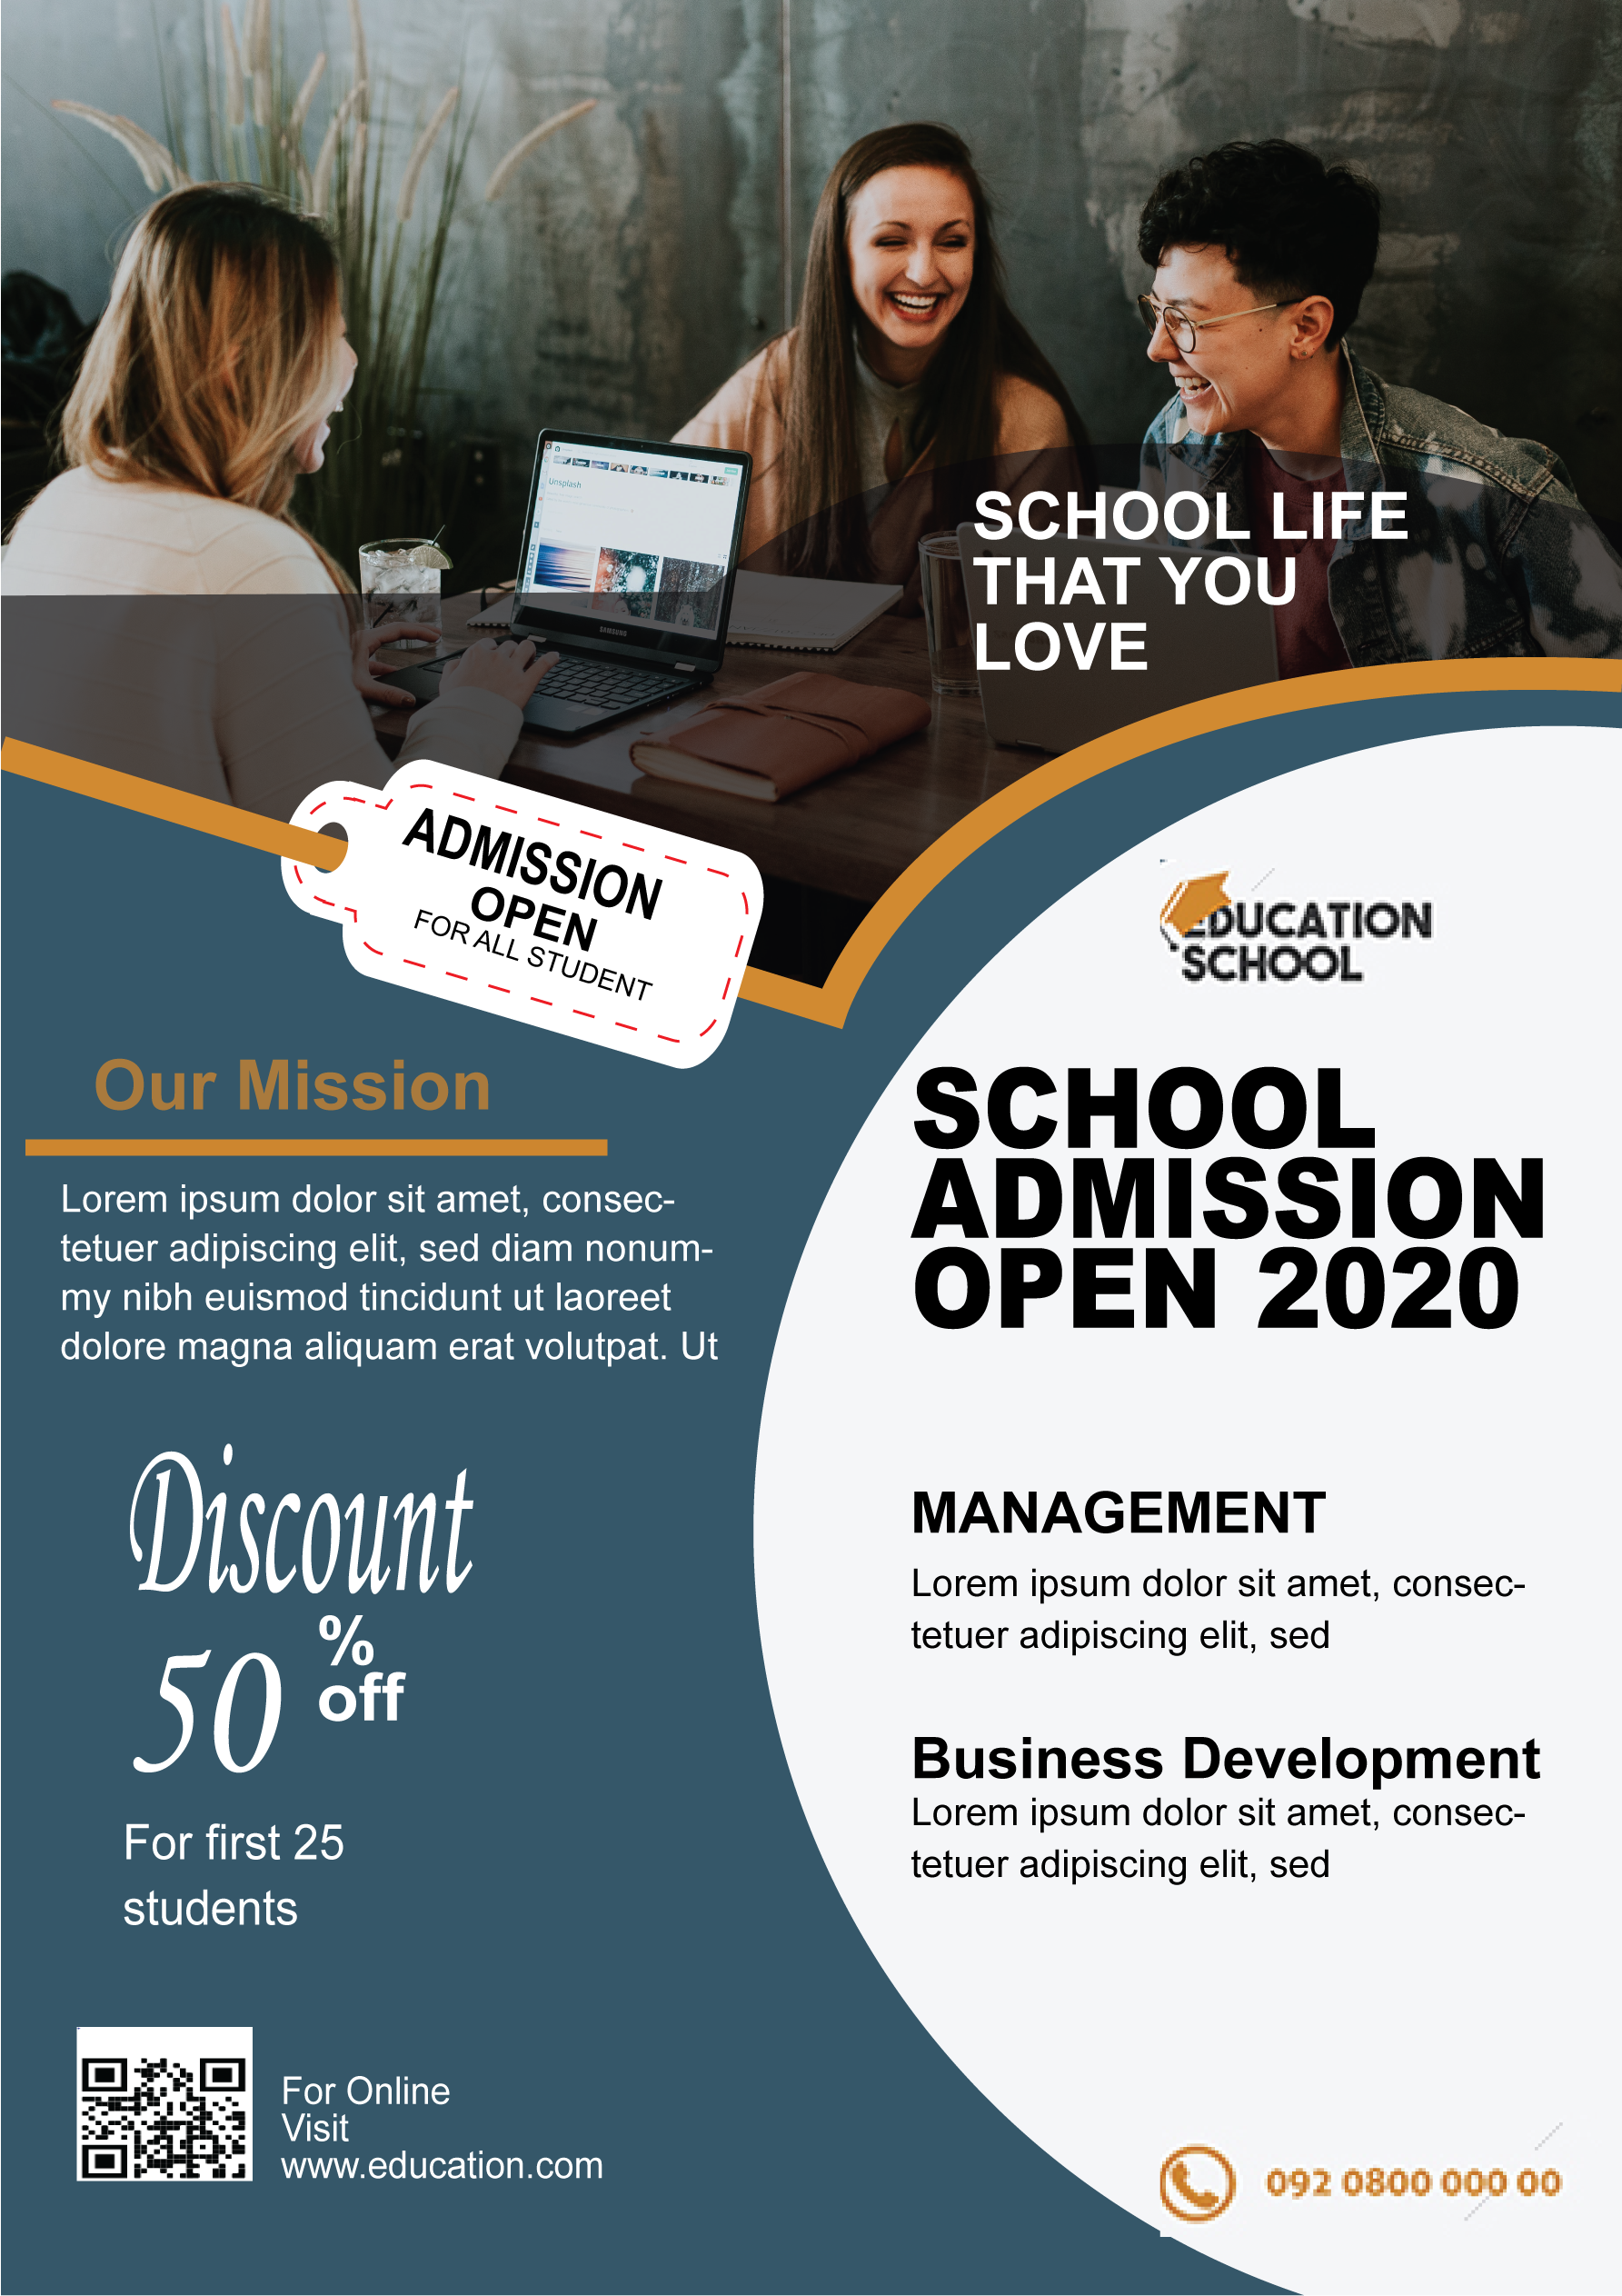 Unsplash
SAMSUNG
SCHOOL LIFE
THAT YOU
LOVE
ADMISSION
OPEN
FOR ALL STUDENT
EDUCATION
SCHOOL
Our Mission
Lorem ipsum dolor sit amet, consec-
tetuer adipiscing elit, sed diam nonum-
my nibh euismod tincidunt ut laoreet
dolore magna aliquam erat volutpat. Ut
SCHOOL
ADMISSION
OPEN 2020
Discount
50 %
off
For first 25
students
MANAGEMENT
Lorem ipsum dolor sit amet, consec-
tetuer adipiscing elit, sed
Business Development
Lorem ipsum dolor sit amet, consec-
tetuer adipiscing elit, sed
For Online
Visit
www.education.com
092 0800 000 00